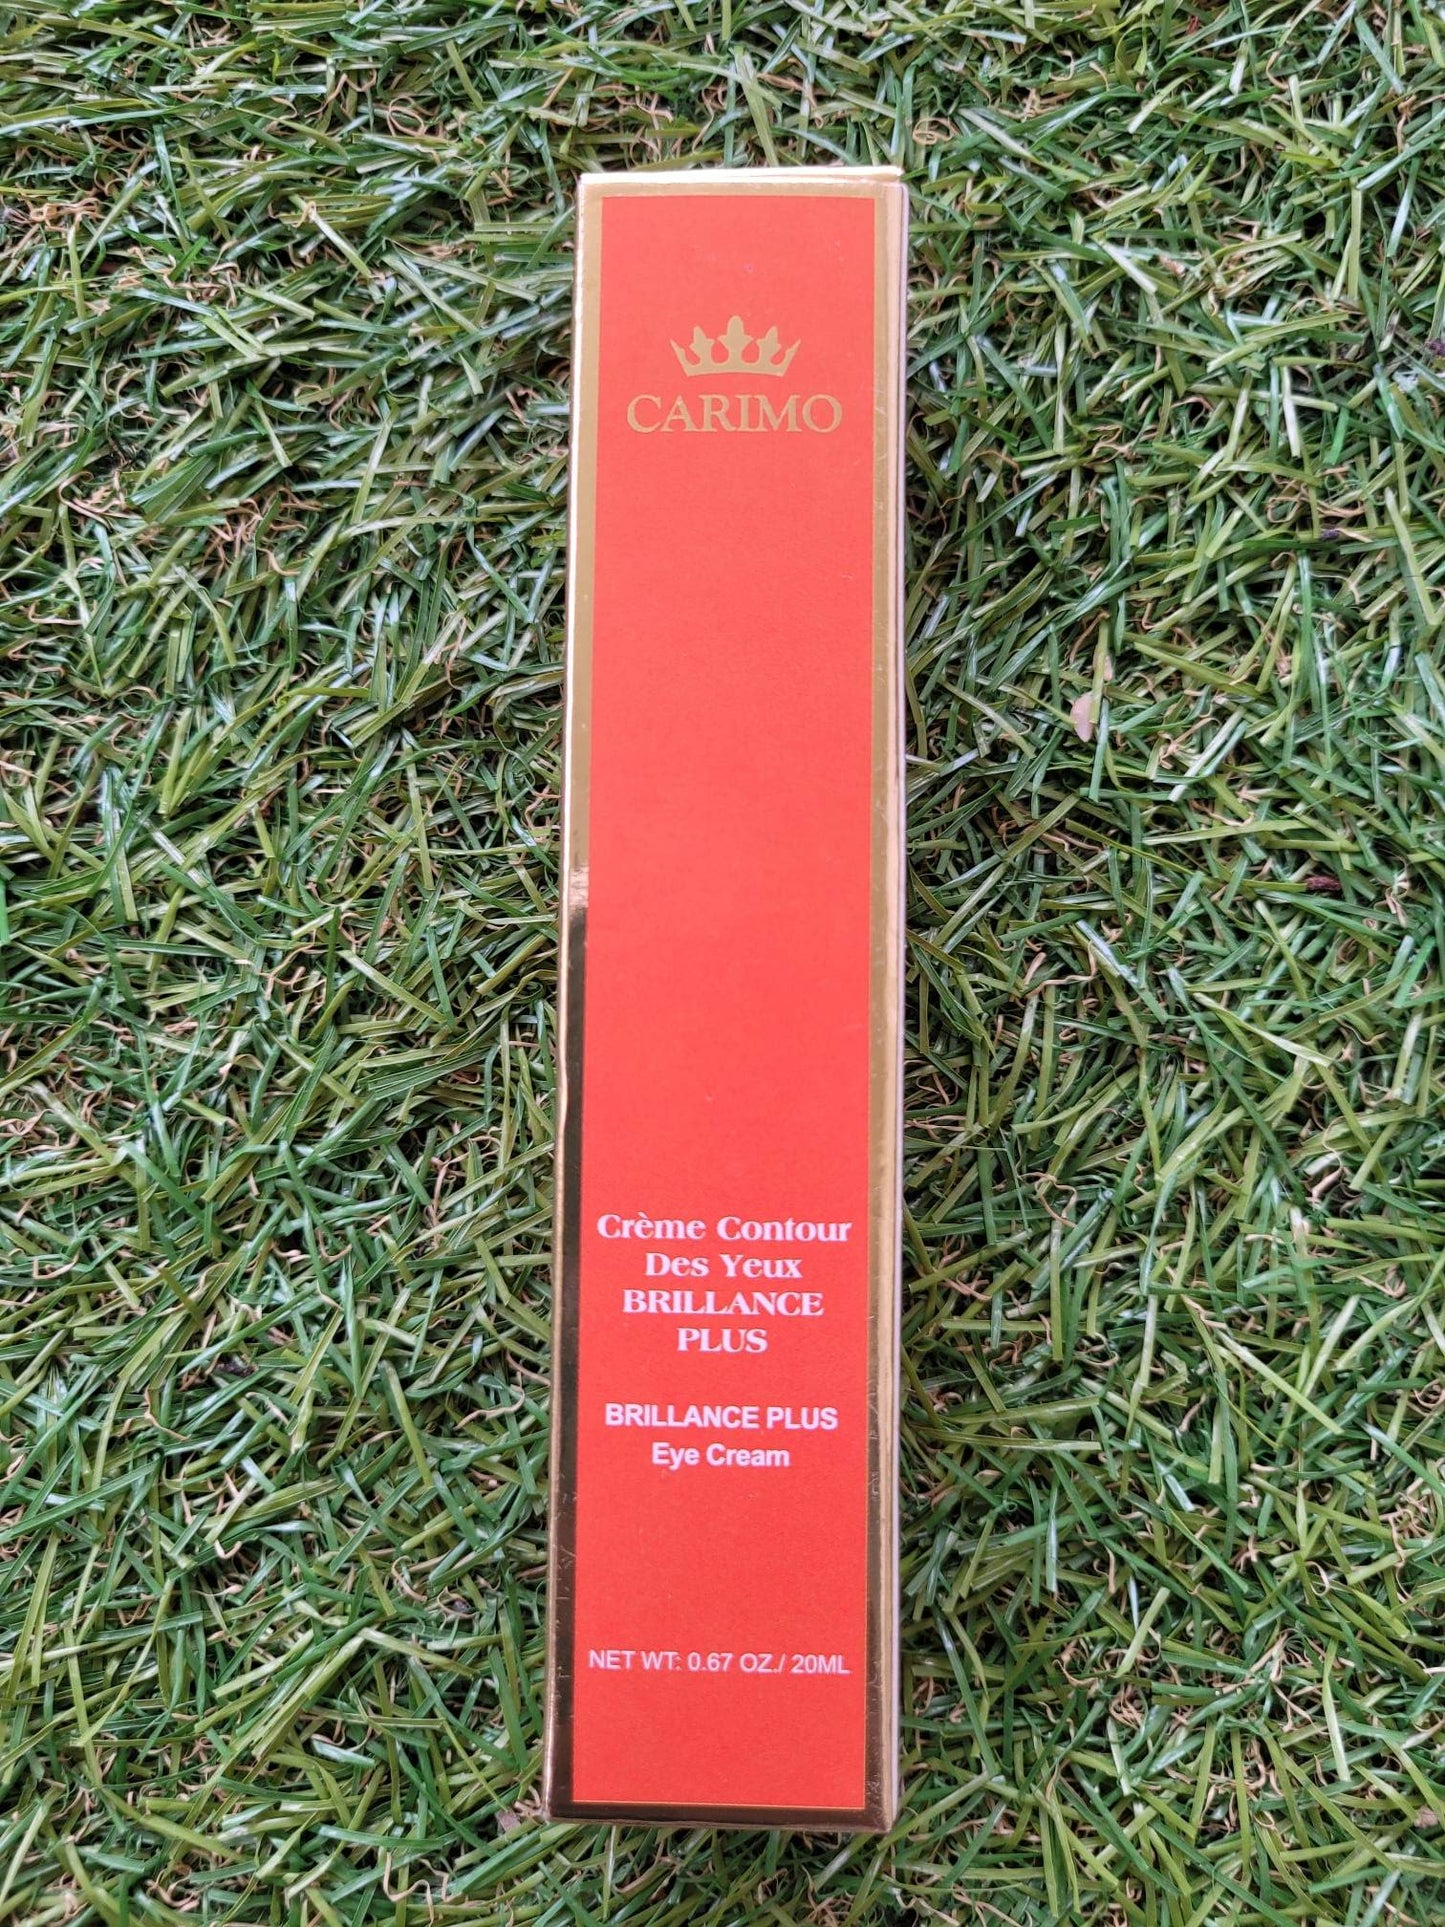 CARIMO
Crème Contour
Des Yeux
BRILLANCE
PLUS
BRILLANCE PLUS
Eye Cream
NET WT: 0.67 OZ./ 20ML